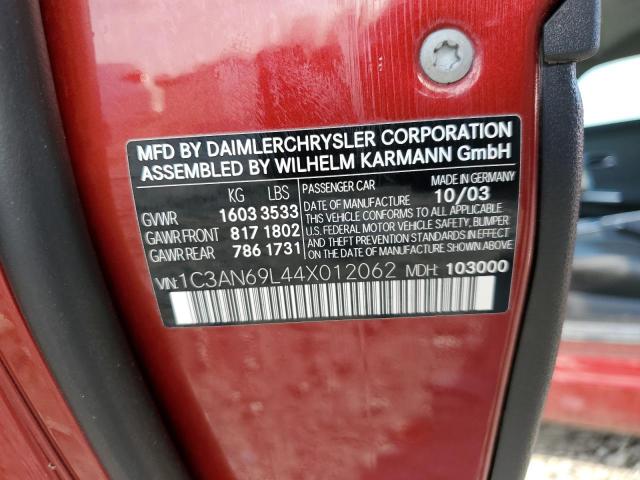 MFD BY DAIMLERCHRYSLER CORPORATION
ASSEMBLED BY WILHELM KARMANN GmbH
KG LBS
GVWR 1603 3533
GAWR FRONT 817 1802
GAWR REAR 786 1731
PASSENGER CAR MADE IN GERMANY
DATE OF MANUFACTURE 10/03
THIS VEHICLE CONFORMS TO ALL APPLICABLE
U.S. FEDERAL MOTOR VEHICLE SAFETY, BUMPER
AND THEFT PREVENTION STANDARDS IN EFFECT
ON THE DATE OF MANUFACTURE SHOWN ABOVE.
VIN: 1C3AN69L44X012062 MDH: 103000